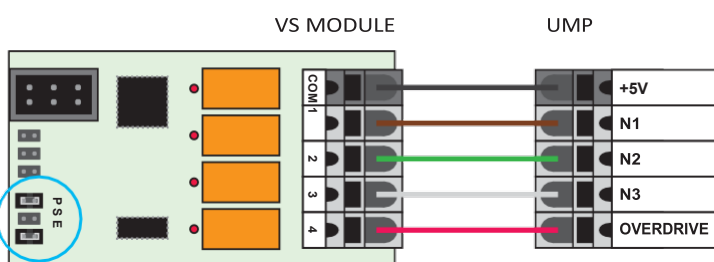 VS MODULE
UMP
COM 1
2
3
4
P S E
+5V
N1
N2
N3
OVERDRIVE